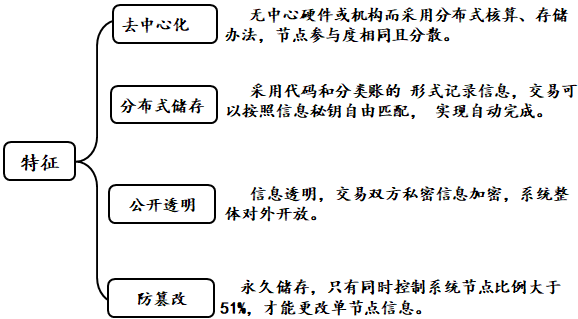 特征
去中心化
无中心硬件或机构而采用分布式核算、存储
办法，节点参与度相同且分散。
分布式储存
采用代码和分类账的 形式记录信息，交易可
以按照信息秘钥自由匹配， 实现自动完成。
公开透明
信息透明，交易双方私密信息加密，系统整
体对外开放。
防篡改
永久储存，只有同时控制系统节点比例大于
51%，才能更改单节点信息。